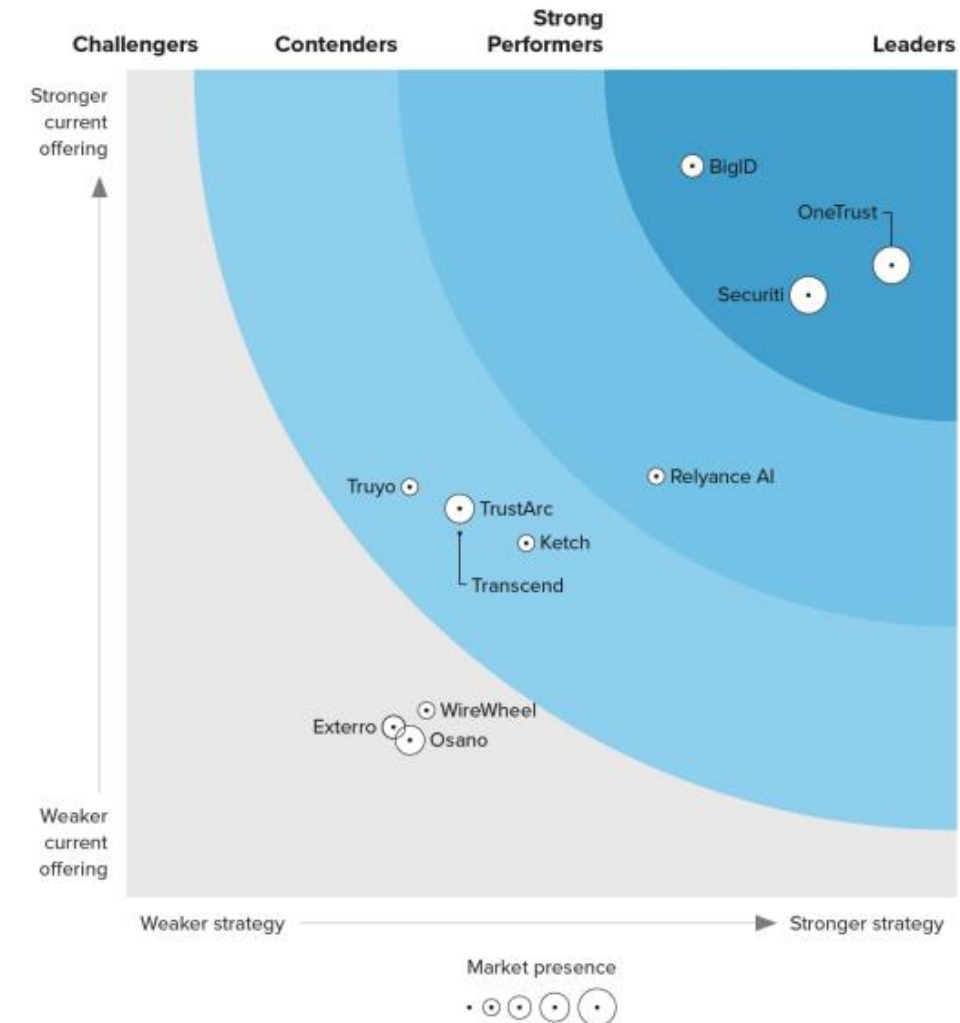 Strong
Challengers Contenders Performers Leaders
Stronger
current
offering
BigID
OneTrust
Securiti
Relyance AI
Truyo
TrustArc
Ketch
Transcend
WireWheel
Exterro
Osano
Weaker
current
offering
Weaker strategy Stronger strategy
Market presence